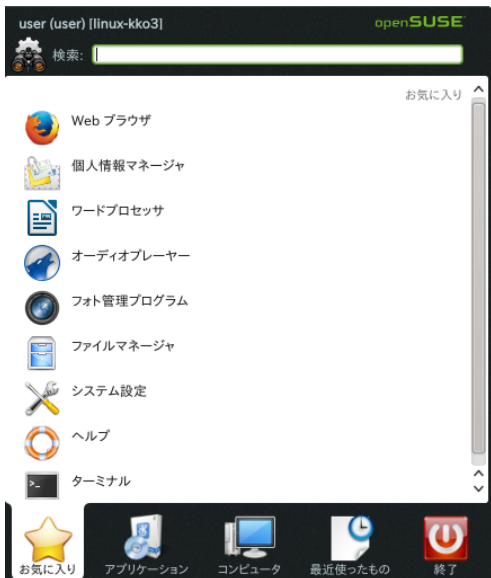 user (user) [linux-kko3]
openSUSE
検索:
お気に入り
Web ブラウザ
個人情報マネージャ
ワードプロセッサ
オーディオプレーヤー
フォト管理プログラム
ファイルマネージャ
システム設定
ヘルプ
ターミナル
お気に入り
アプリケーション
コンピュータ
最近使ったもの
終了